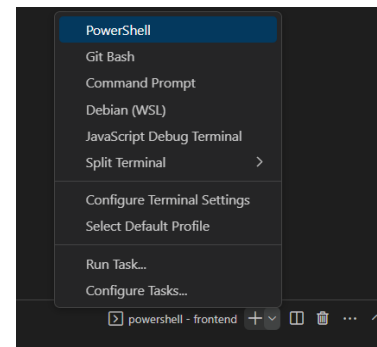 PowerShell
Git Bash
Command Prompt
Debian (WSL)
JavaScript Debug Terminal
Split Terminal
Configure Terminal Settings
Select Default Profile
Run Task...
Configure Tasks...
powershell - frontend